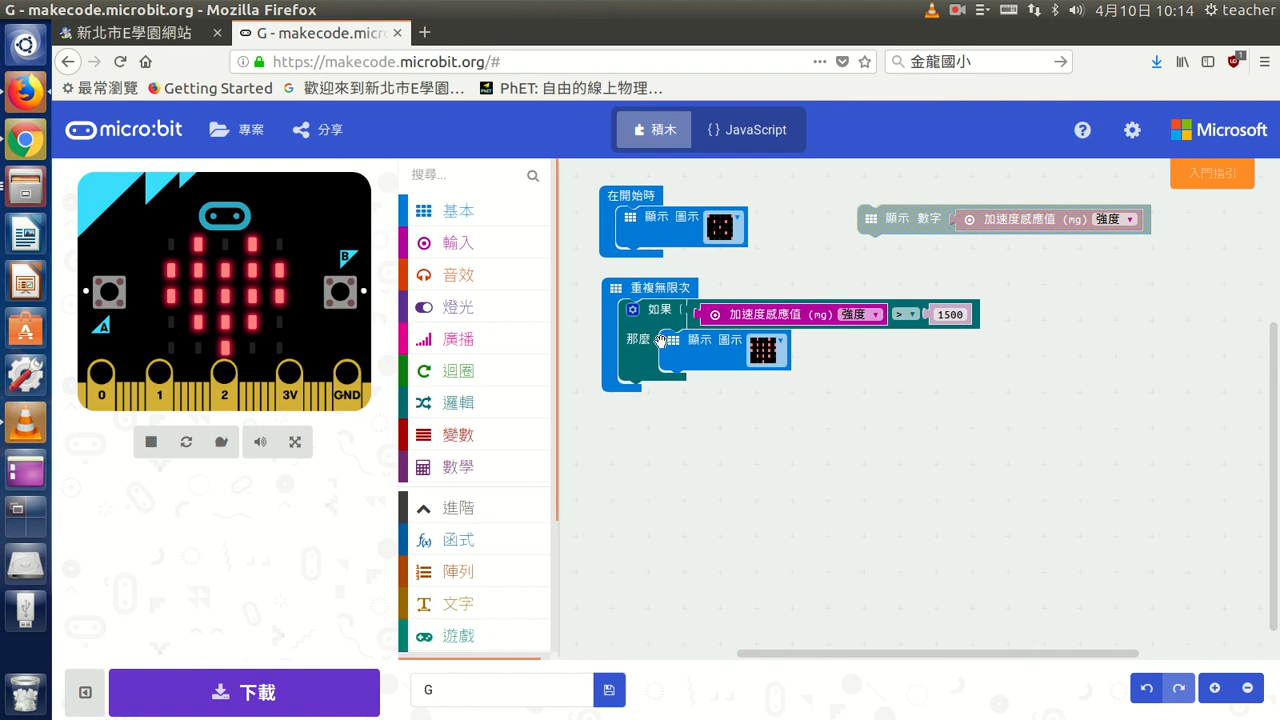 G - makecode.microbit.org - Mozilla Firefox
4月10日 10:14 teacher
新北市E學園網站
G - makecode.micro
https://makecode.microbit.org/#
金龍國小
1
最常瀏覽
Getting Started
歡迎來到新北市E學園…
PhET: 自由的線上物理…
micro:bit
專案
分享
積木
{} JavaScript
Microsoft
入門指引
搜尋...
基本
輸入
音效
燈光
廣播
迴圈
邏輯
變數
數學
進階
函式
陣列
文字
遊戲
A
B
0 1 2 3V GND
在開始時
顯示 圖示
顯示 數字 加速度感應值 (mg) 強度
重複無限次
如果 加速度感應值 (mg) 強度 > 1500
那麼 顯示 圖示
下載
G